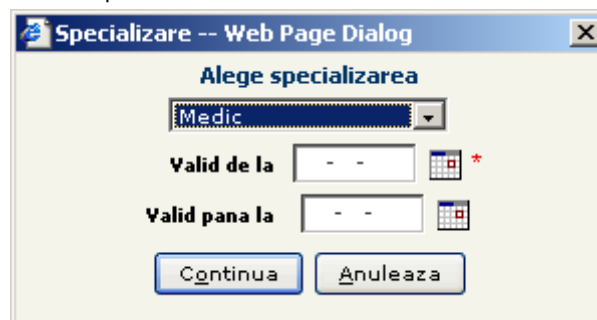 Specializare -- Web Page Dialog
Alege specializarea
Medic
Valid de la - - *
Valid pana la - -
Continua Anuleaza